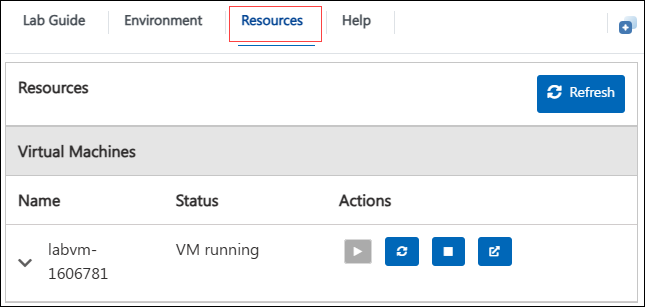 Lab Guide Environment Resources Help
Resources Refresh
Virtual Machines
Name Status Actions
labvm- VM running
1606781